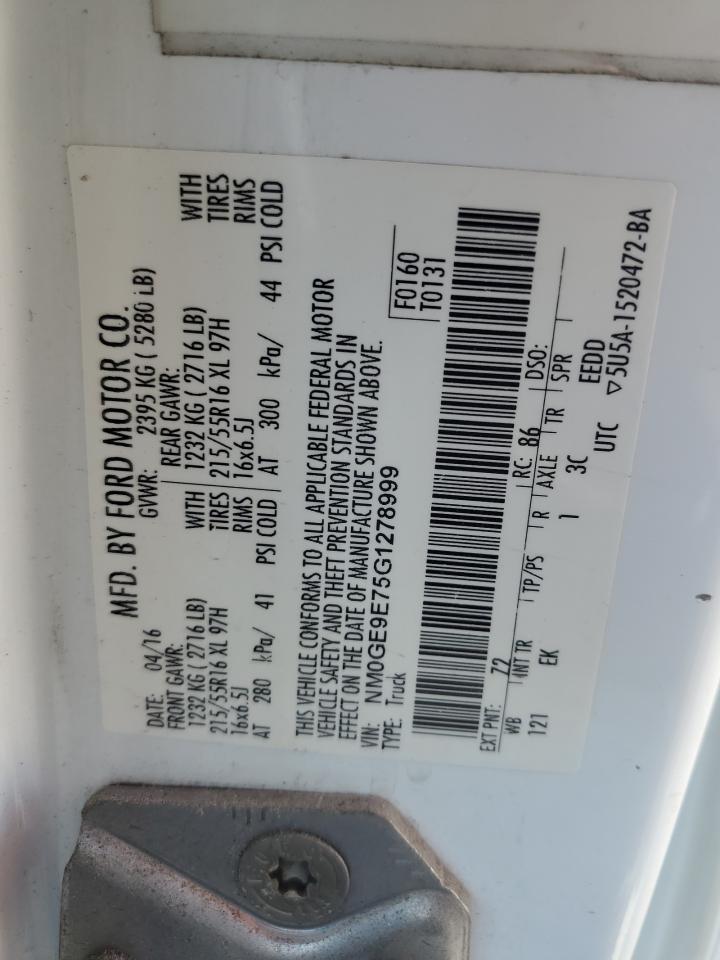 MFD. BY FORD MOTOR CO.
DATE: 04/16 GVWR: 2395 KG ( 5280 LB)
FRONT GAWR: REAR GAWR:
1232 KG ( 2716 LB) WITH 1232 KG ( 2716 LB) WITH
215/55R16 XL 97H TIRES 215/55R16 XL 97H TIRES
16x6.5J RIMS 16x6.5J RIMS
AT 280 kPa/ 41 PSI COLD AT 300 kPa/ 44 PSI COLD
THIS VEHICLE CONFORMS TO ALL APPLICABLE FEDERAL MOTOR
VEHICLE SAFETY AND THEFT PREVENTION STANDARDS IN
EFFECT ON THE DATE OF MANUFACTURE SHOWN ABOVE.
VIN: NM0GE9E75G1278999 F0160
TYPE: Truck T0131
EXT PNT: 72 RC: 86 DSO:
WB INT TR TP/PS R AXLE TR SPR
121 EK 1 3C EEDD
UTC ▽5U5A-1520472-BA